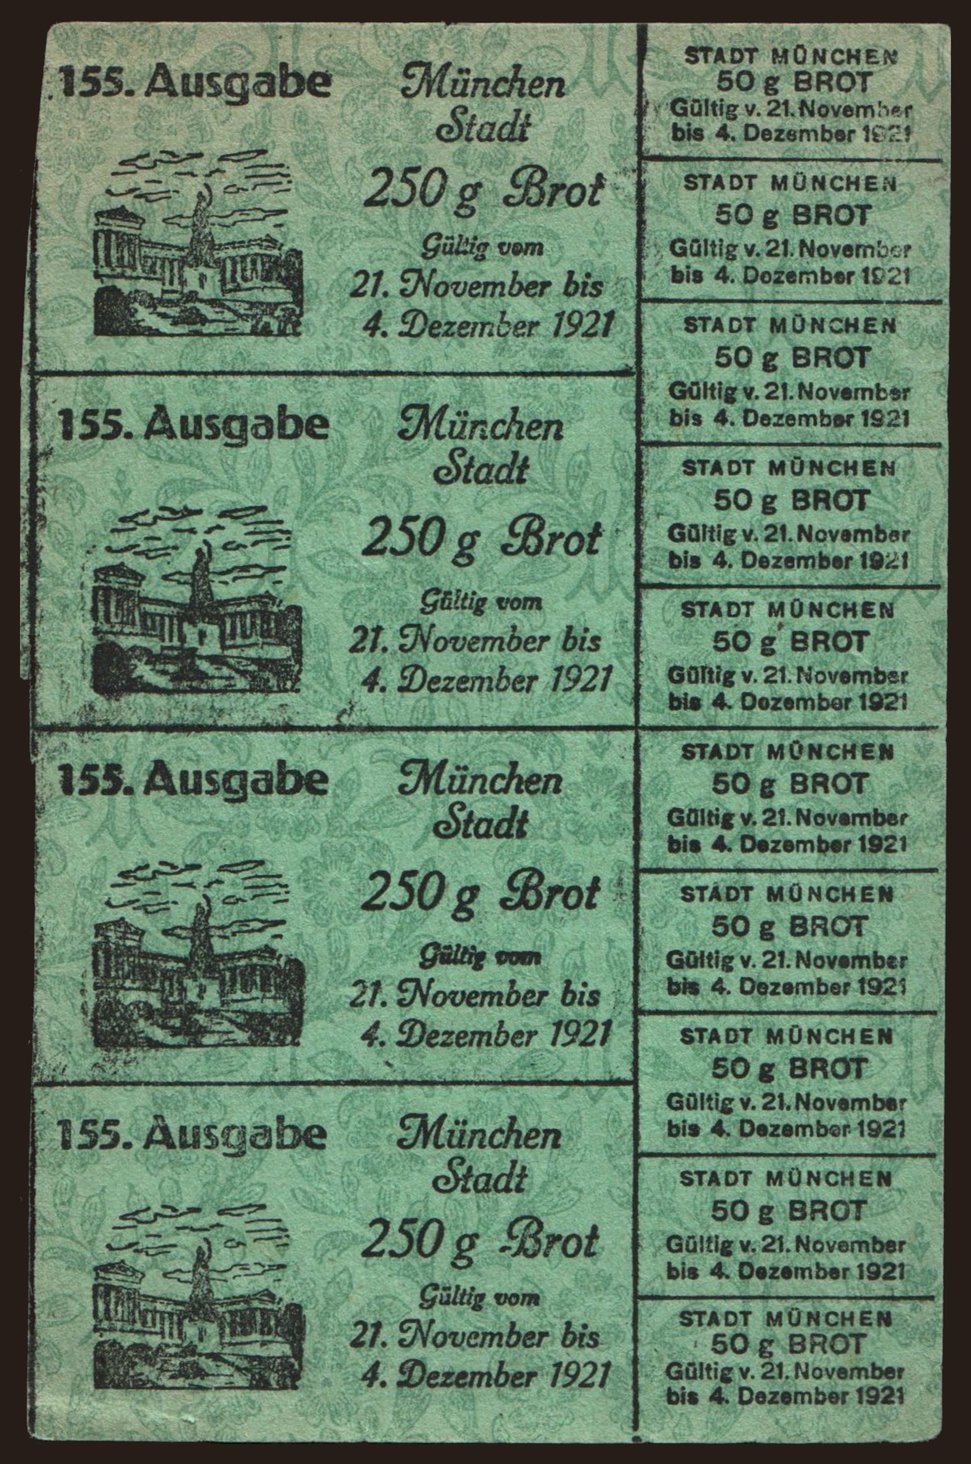 155. Ausgabe
München
Stadt
250 g Brot
Gültig vom
21. November bis
4. Dezember 1921
155. Ausgabe
München
Stadt
250 g Brot
Gültig vom
21. November bis
4. Dezember 1921
155. Ausgabe
München
Stadt
250 g Brot
Gültig vom
21. November bis
4. Dezember 1921
155. Ausgabe
München
Stadt
250 g Brot
Gültig vom
21. November bis
4. Dezember 1921
STADT MÜNCHEN
50 g BROT
Gültig v. 21. November
bis 4. Dezember 1921
STADT MÜNCHEN
50 g BROT
Gültig v. 21. November
bis 4. Dezember 1921
STADT MÜNCHEN
50 g BROT
Gültig v. 21. November
bis 4. Dezember 1921
STADT MÜNCHEN
50 g BROT
Gültig v. 21. November
bis 4. Dezember 1921
STADT MÜNCHEN
50 g BROT
Gültig v. 21. November
bis 4. Dezember 1921
STADT MÜNCHEN
50 g BROT
Gültig v. 21. November
bis 4. Dezember 1921
STADT MÜNCHEN
50 g BROT
Gültig v. 21. November
bis 4. Dezember 1921
STADT MÜNCHEN
50 g BROT
Gültig v. 21. November
bis 4. Dezember 1921
STADT MÜNCHEN
50 g BROT
Gültig v. 21. November
bis 4. Dezember 1921
STADT MÜNCHEN
50 g BROT
Gültig v. 21. November
bis 4. Dezember 1921